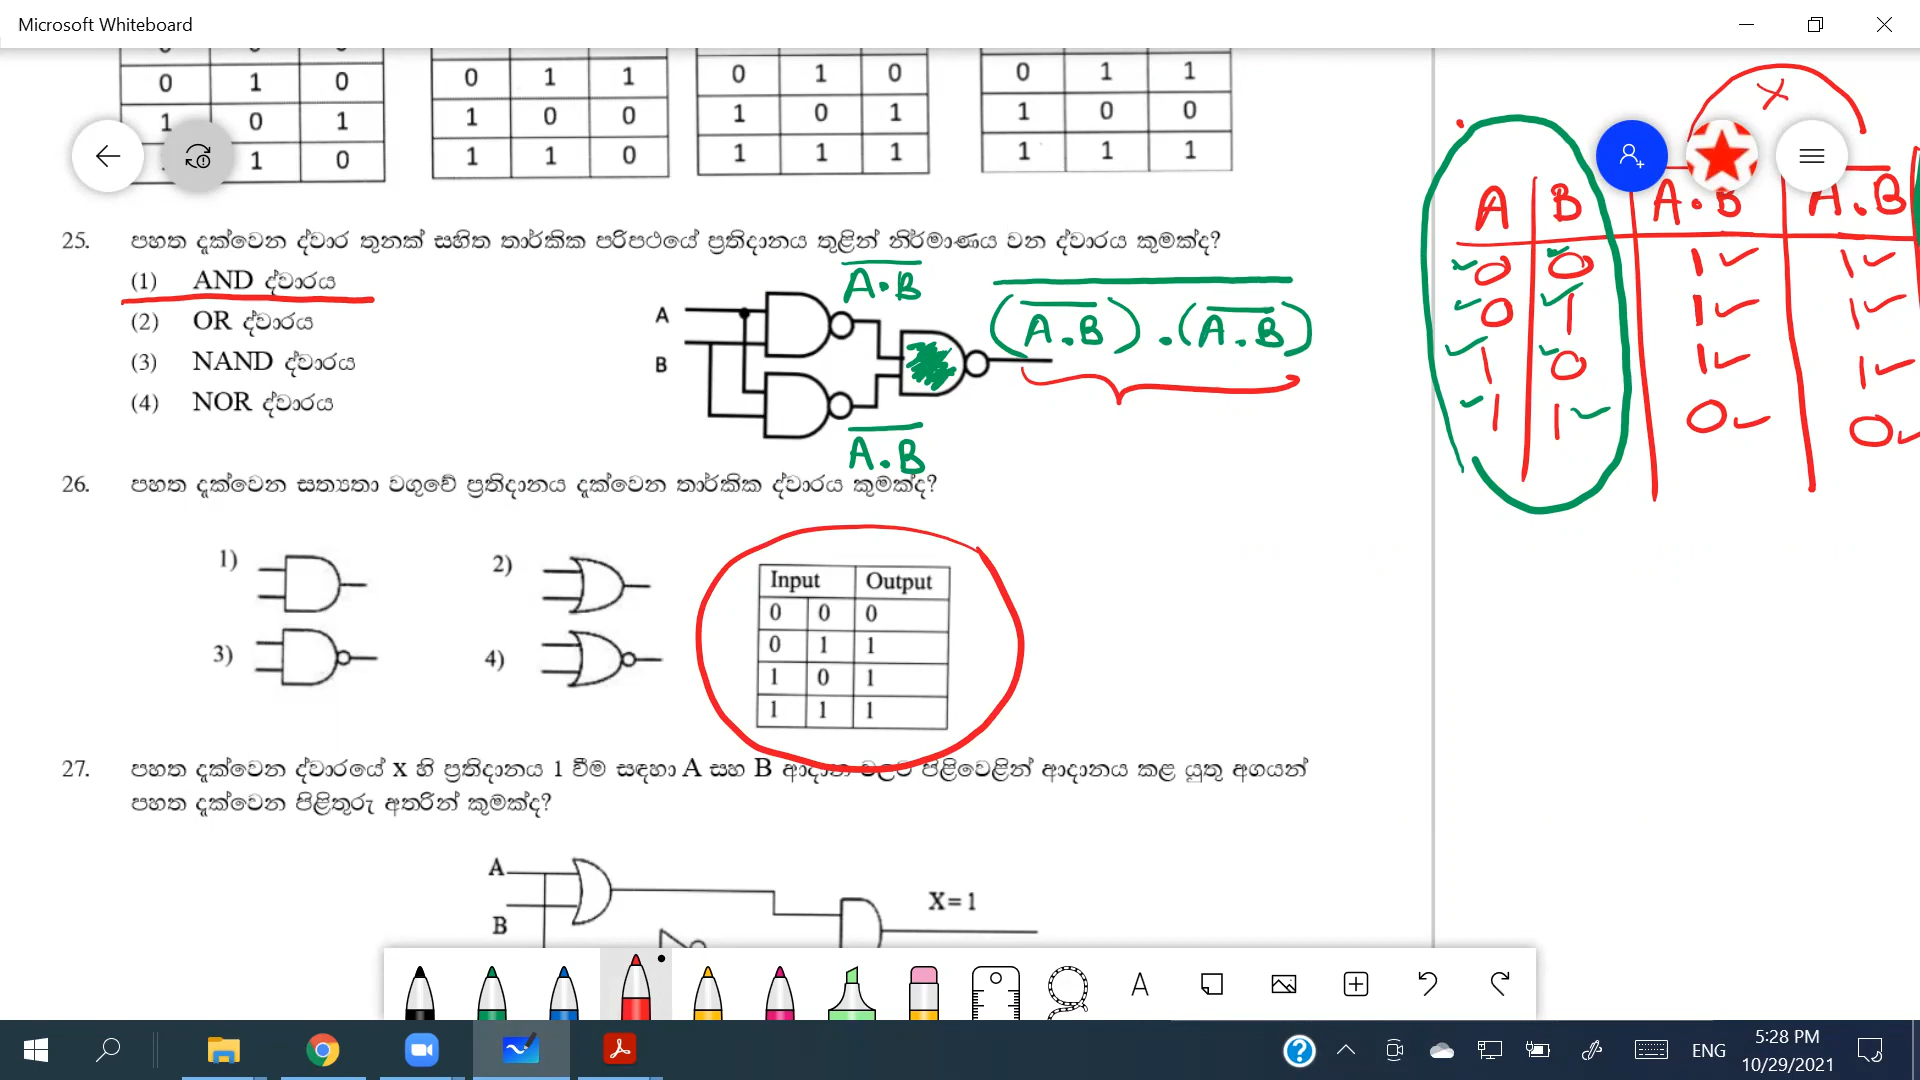 Microsoft Whiteboard
0 1 0
1 0 1
1 0
0 1 1
1 0 0
1 1 0
0 1 0
1 0 1
1 1 1
0 1 1
1 0 0
1 1 1
25. පහත දැක්වෙන ද්වාර තුනක් සහිත තාර්කික පරිපථයේ ප්‍රතිදානය තුළින් නිර්මාණය වන ද්වාරය කුමක්ද?
(1) AND ද්වාරය
(2) OR ද්වාරය
(3) NAND ද්වාරය
(4) NOR ද්වාරය
A
B
A.B
(A.B).(A.B)
A.B
x
A B A.B A.B
0 0 1 1
0 1 1 1
1 0 1 1
1 1 0 0
26. පහත දැක්වෙන සත්‍යතා වගුවේ ප්‍රතිදානය දැක්වෙන තාර්කික ද්වාරය කුමක්ද?
1) 2)
3) 4)
Input Output
0 0 0
0 1 1
1 0 1
1 1 1
27. පහත දැක්වෙන ද්වාරයේ x හි ප්‍රතිදානය 1 වීම සඳහා A සහ B ආදාන වලට පිළිවෙළින් ආදානය කළ යුතු අගයන්
පහත දැක්වෙන පිළිතුරු අතරින් කුමක්ද?
A
B
X= 1
ENG
5:28 PM
10/29/2021